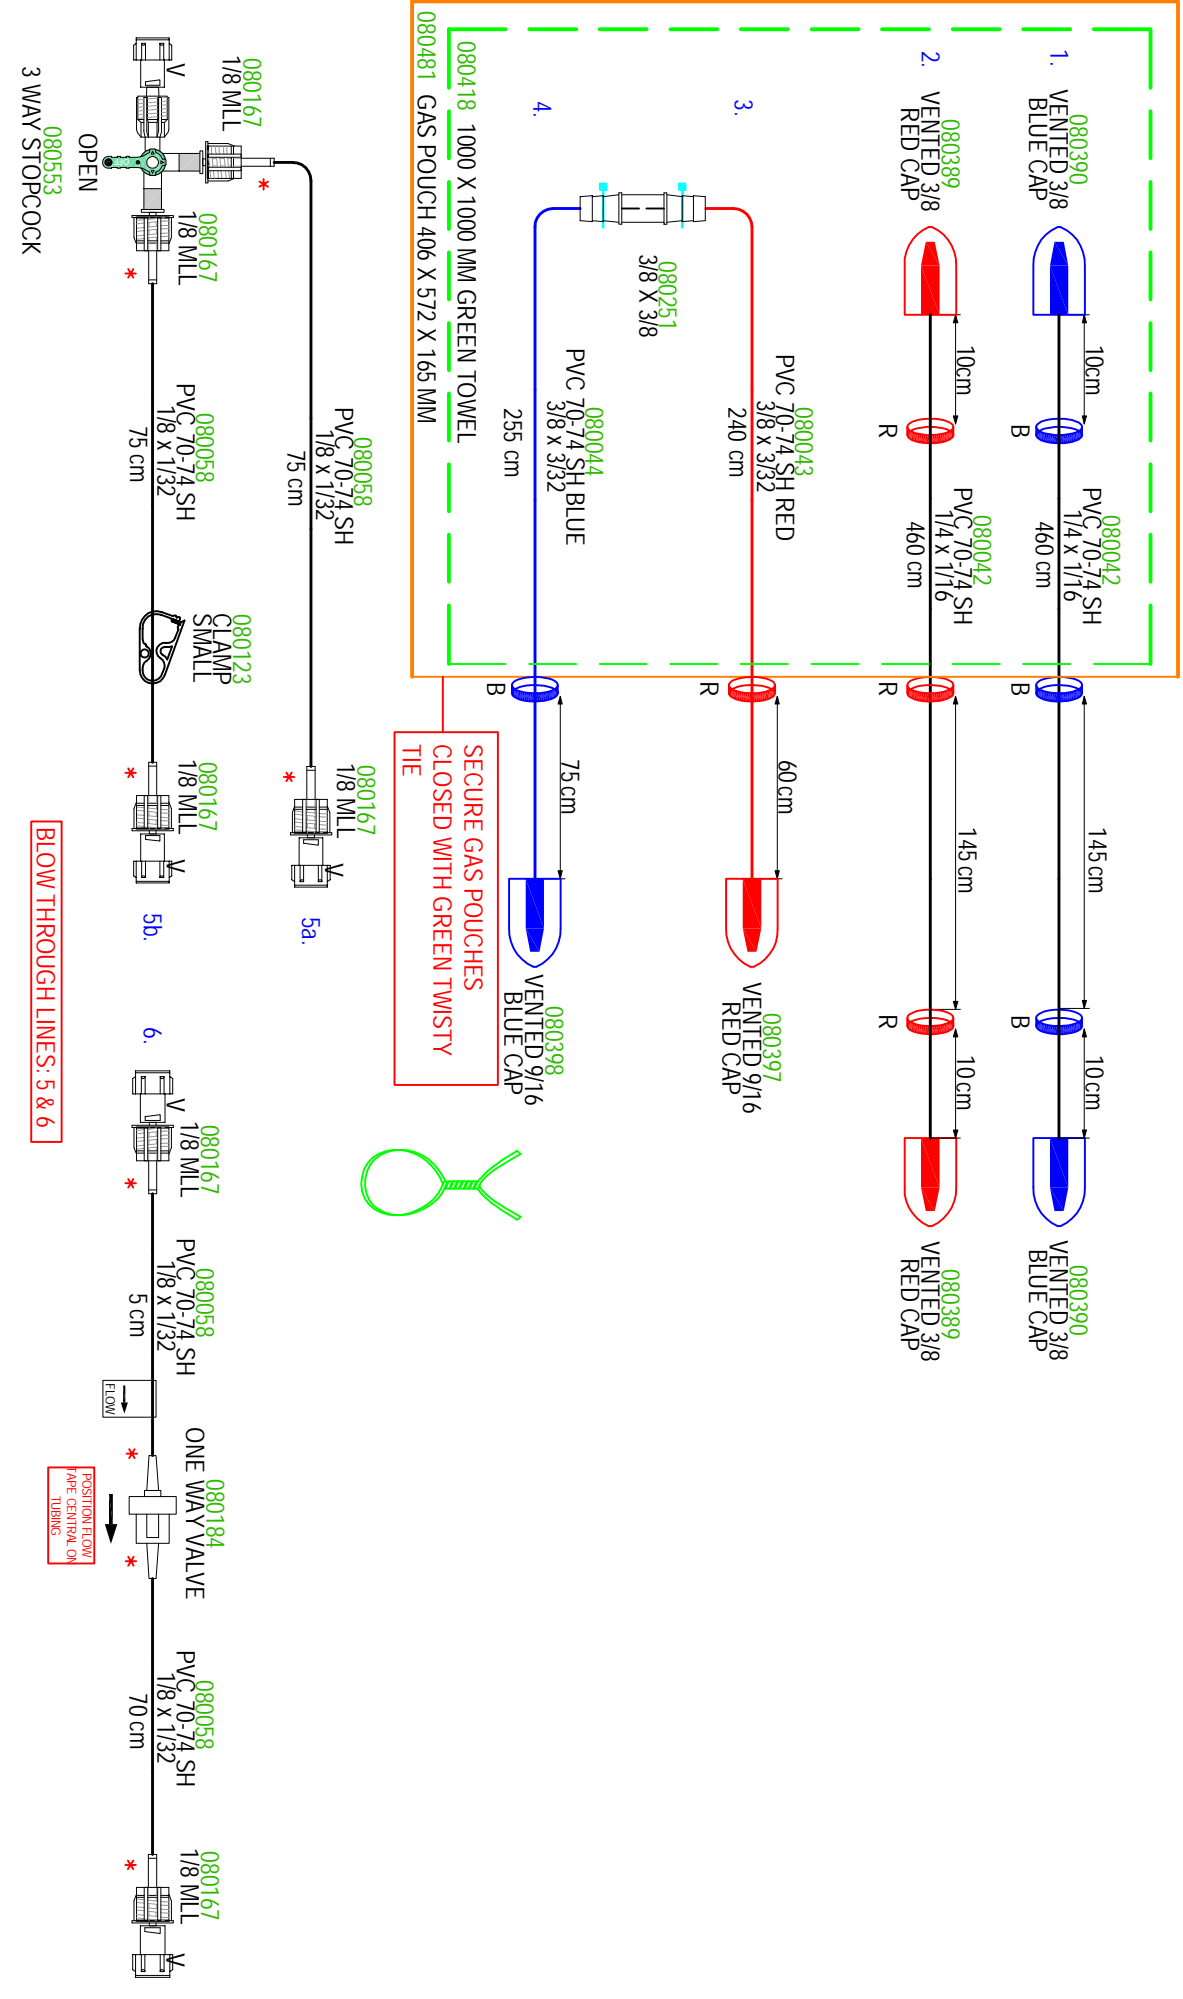 1.
080390
VENTED 3/8
BLUE CAP
10cm
B
080042
PVC 70-74 SH
1/4 x 1/16
460 cm
B
145 cm
B
10cm
080390
VENTED 3/8
BLUE CAP
2.
080389
VENTED 3/8
RED CAP
10cm
R
080042
PVC 70-74 SH
1/4 x 1/16
460 cm
R
145 cm
R
10cm
080389
VENTED 3/8
RED CAP
3.
080043
PVC 70-74 SH RED
3/8 x 3/32
240 cm
R
60cm
080397
VENTED 9/16
RED CAP
080251
3/8 X 3/8
4.
080044
PVC 70-74 SH BLUE
3/8 x 3/32
255 cm
B
75cm
080398
VENTED 9/16
BLUE CAP
080418 1000 X 1000 MM GREEN TOWEL
080481 GAS POUCH 406 X 572 X 165 MM
SECURE GAS POUCHES
CLOSED WITH GREEN TWISTY
TIE
080167
1/8 MLL
*
080058
PVC 70-74 SH
1/8 x 1/32
75 cm
080167
1/8 MLL
*
V
5a.
V
OPEN
080553
3 WAY STOPCOCK
080167
1/8 MLL
*
080058
PVC 70-74 SH
1/8 x 1/32
75 cm
080123
CLAMP
SMALL
080167
1/8 MLL
*
V
5b.
BLOW THROUGH LINES: 5 & 6
6.
V
080167
1/8 MLL
*
080058
PVC 70-74 SH
1/8 x 1/32
5 cm
FLOW
*
080184
ONE WAY VALVE
*
POSITION FLOW
TAPE CENTRAL ON
TUBING
080058
PVC 70-74 SH
1/8 x 1/32
70 cm
080167
1/8 MLL
*
V